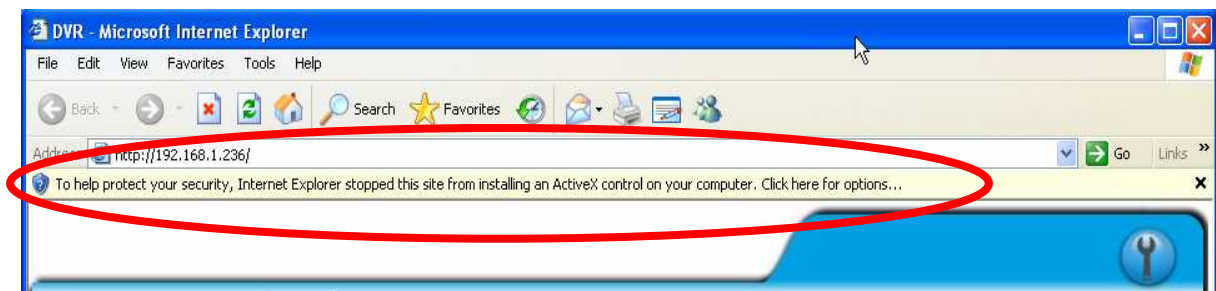 DVR - Microsoft Internet Explorer
File Edit View Favorites Tools Help
Back Search Favorites
Address http://192.168.1.236/ Go Links »
To help protect your security, Internet Explorer stopped this site from installing an ActiveX control on your computer. Click here for options...